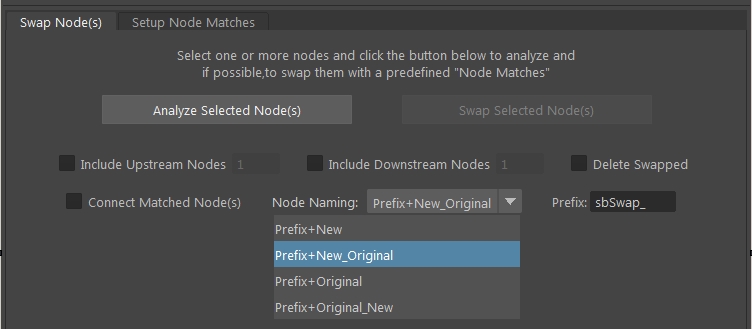 Swap Node(s) Setup Node Matches
Select one or more nodes and click the button below to analyze and
if possible,to swap them with a predefined "Node Matches"
Analyze Selected Node(s) Swap Selected Node(s)
Include Upstream Nodes 1 Include Downstream Nodes 1 Delete Swapped
Connect Matched Node(s) Node Naming: Prefix+New_Original Prefix: sbSwap_
Prefix+New
Prefix+New_Original
Prefix+Original
Prefix+Original_New